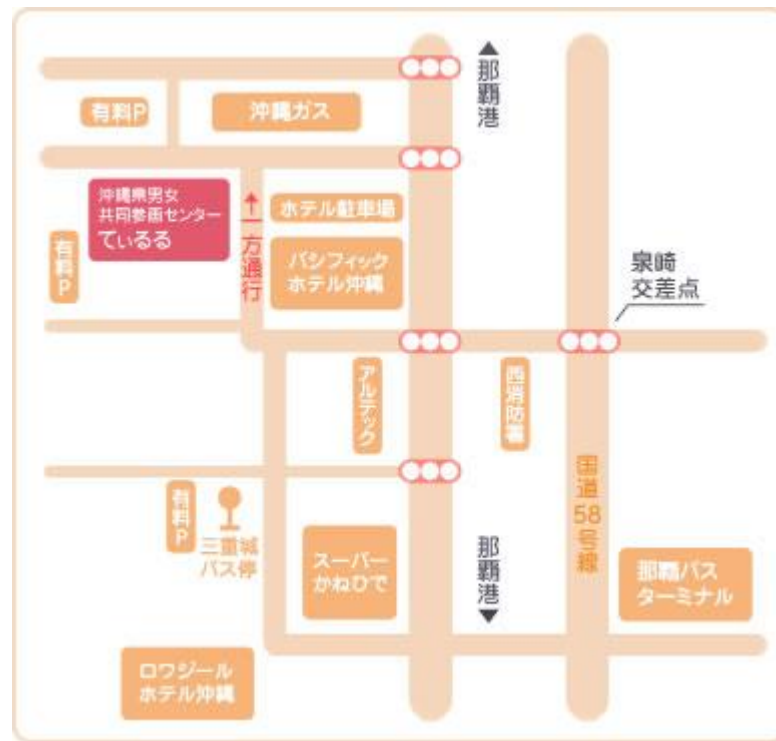 ▲那覇港
有料P
沖縄ガス
沖縄県男女
共同参画センター
ているる
↑一方通行
ホテル駐車場
有料P
パシフィック
ホテル沖縄
泉崎
交差点
アルテック
西消防署
国道58号線
有料P
三重城
バス停
スーパー
かねひで
那覇港▼
那覇バス
ターミナル
ロワジール
ホテル沖縄